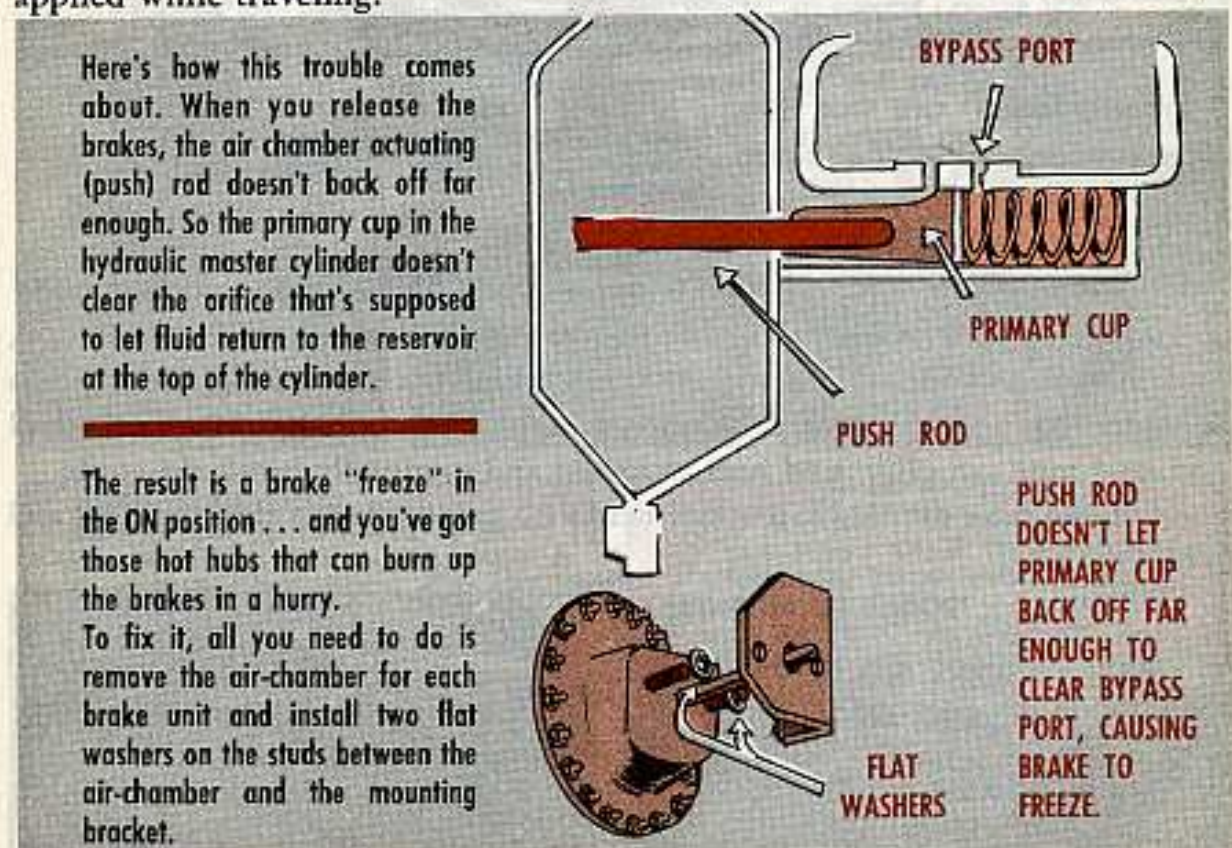 applied while traveling.
Here's how this trouble comes
about. When you release the
brakes, the air chamber actuating
(push) rod doesn't back off far
enough. So the primary cup in the
hydraulic master cylinder doesn't
clear the orifice that's supposed
to let fluid return to the reservoir
at the top of the cylinder.
The result is a brake "freeze" in
the ON position . . . and you've got
those hot hubs that can burn up
the brakes in a hurry.
To fix it, all you need to do is
remove the air-chamber for each
brake unit and install two flat
washers on the studs between the
air-chamber and the mounting
bracket.
BYPASS PORT
PRIMARY CUP
PUSH ROD
FLAT
WASHERS
PUSH ROD
DOESN'T LET
PRIMARY CUP
BACK OFF FAR
ENOUGH TO
CLEAR BYPASS
PORT, CAUSING
BRAKE TO
FREEZE.